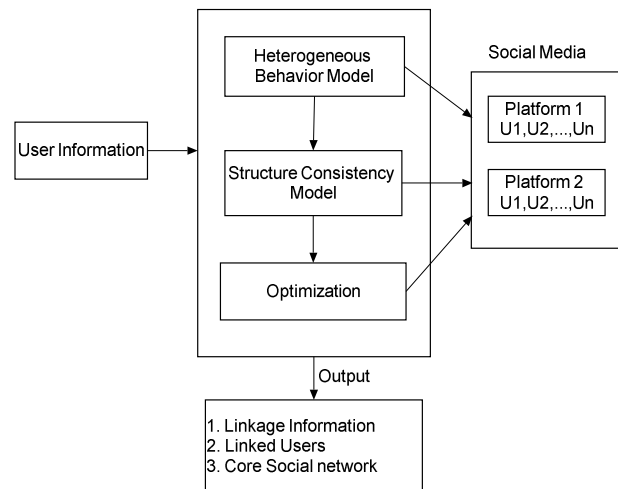 Heterogeneous
Behavior Model
Social Media
Platform 1
U1,U2,...,Un
User Information
Structure Consistency
Model
Platform 2
U1,U2,...,Un
Optimization
Output
1. Linkage Information
2. Linked Users
3. Core Social network